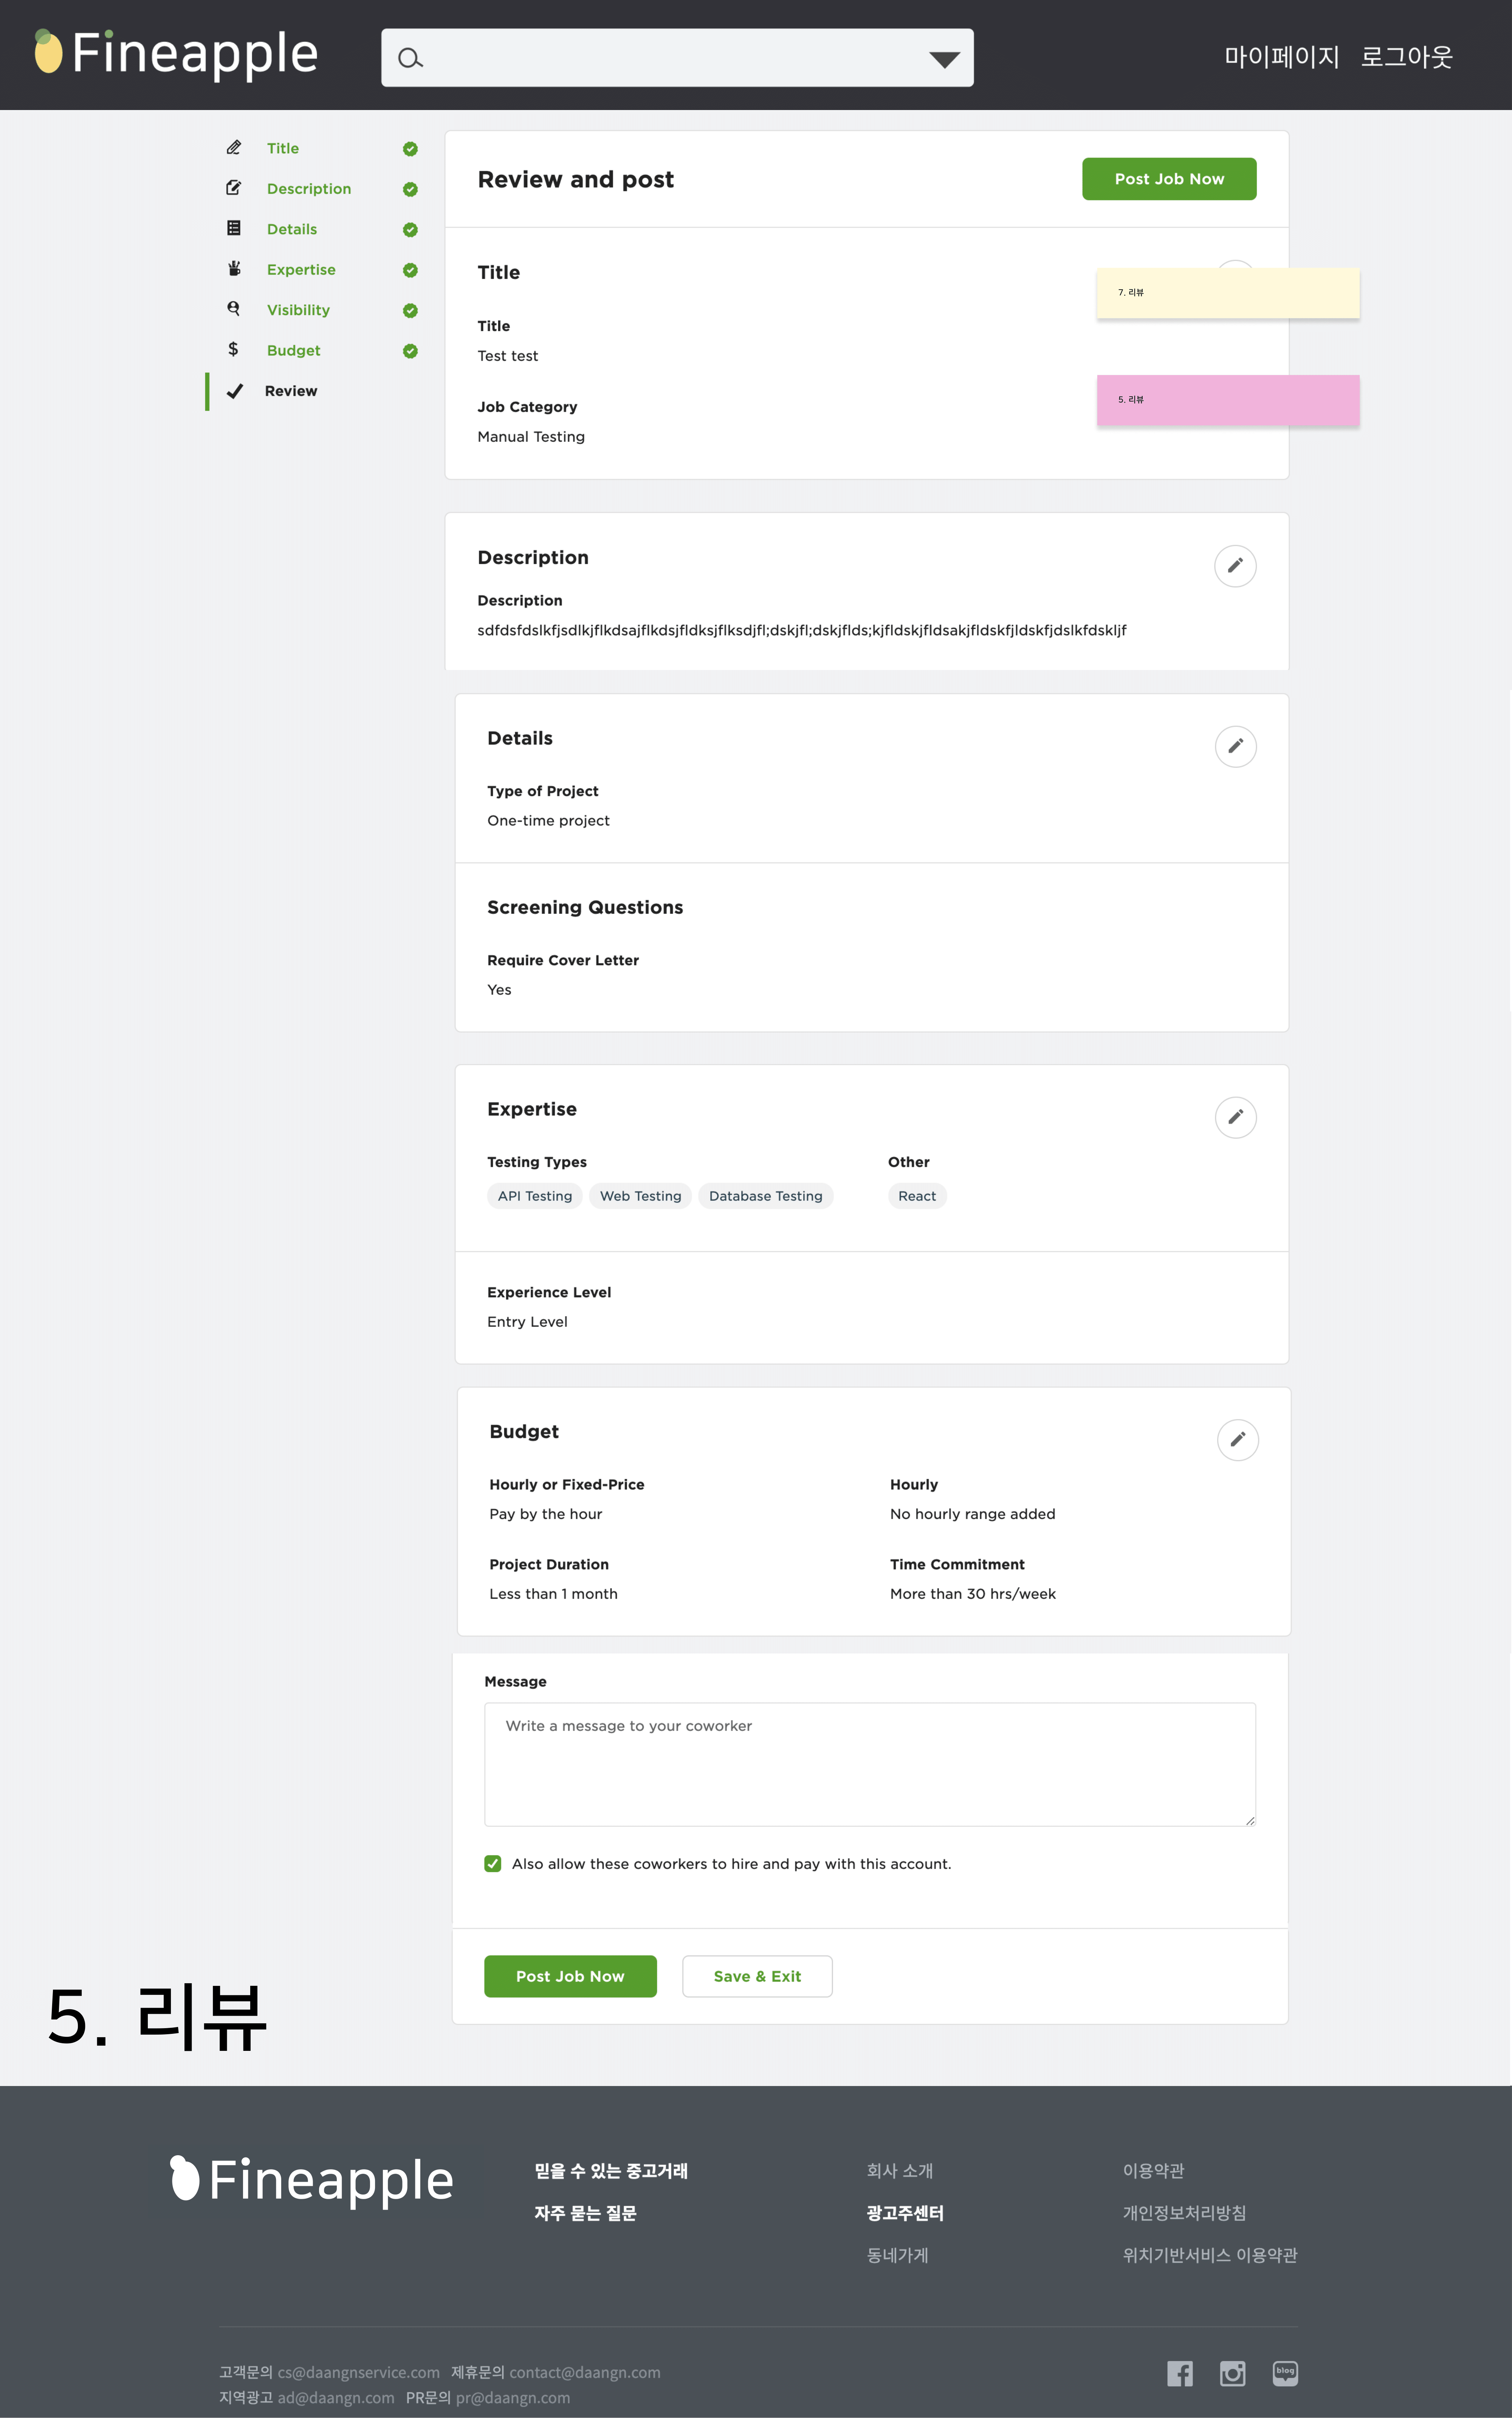 Fineapple
마이페이지 로그아웃
Title
Description
Details
Expertise
Visibility
$ Budget
Review
Review and post
Post Job Now
Title
7. 리뷰
Title
Test test
5. 리뷰
Job Category
Manual Testing
Description
Description
sdfdsfdslkfjsdlkjflkdsajflkdsjfldksjflksdjfl;dskjfl;dskjflds;kjfldskjfldsakjfldskfjldskfjdslkfdskljf
Details
Type of Project
One-time project
Screening Questions
Require Cover Letter
Yes
Expertise
Testing Types Other
API Testing Web Testing Database Testing React
Experience Level
Entry Level
Budget
Hourly or Fixed-Price Hourly
Pay by the hour No hourly range added
Project Duration Time Commitment
Less than 1 month More than 30 hrs/week
Message
Write a message to your coworker
Also allow these coworkers to hire and pay with this account.
Post Job Now Save & Exit
5. 리뷰
Fineapple
믿을 수 있는 중고거래 회사 소개 이용약관
자주 묻는 질문 광고주센터 개인정보처리방침
동네가게 위치기반서비스 이용약관
고객문의 cs@daangnservice.com 제휴문의 contact@daangn.com
지역광고 ad@daangn.com PR문의 pr@daangn.com
blog